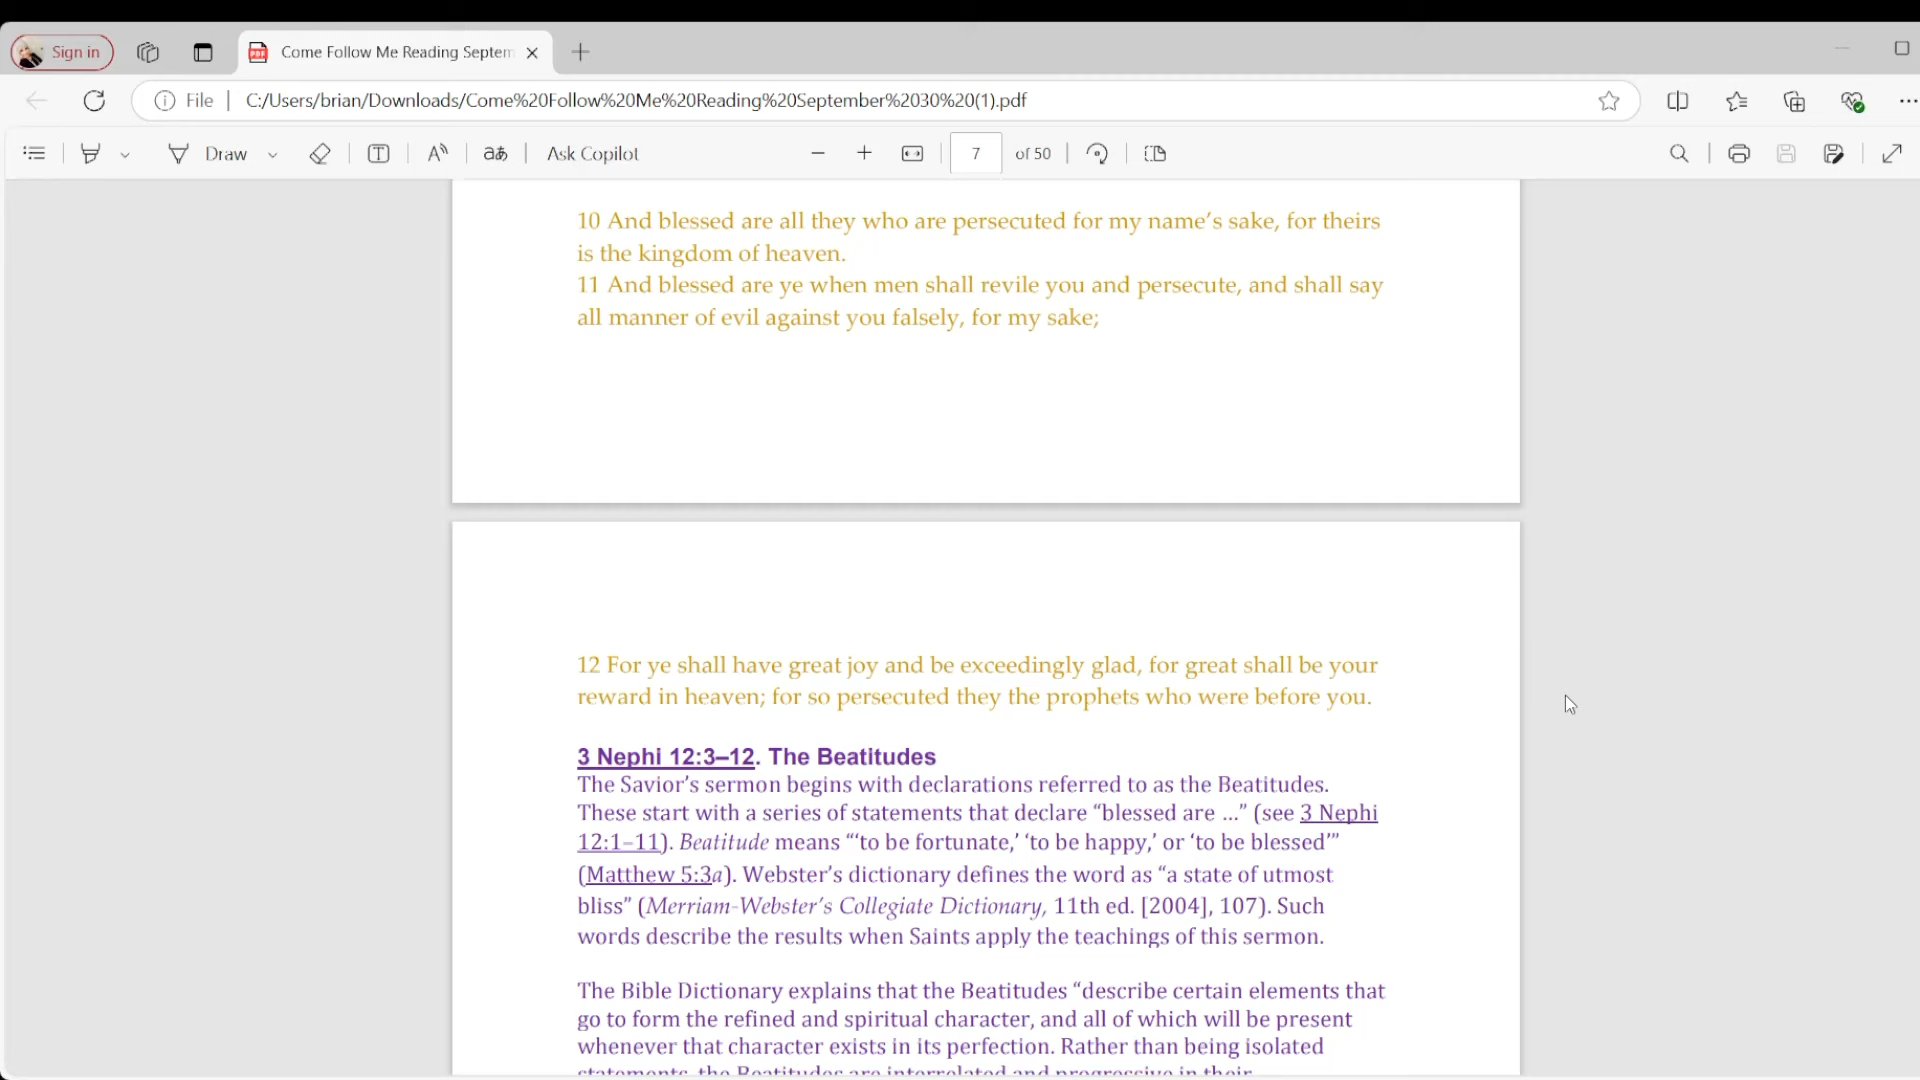 Sign in
Come Follow Me Reading Septem
File
C:/Users/brian/Downloads/Come%20Follow%20Me%20Reading%20September%2030%20(1).pdf
Draw
Ask Copilot
7 of 50
10 And blessed are all they who are persecuted for my name’s sake, for theirs
is the kingdom of heaven.
11 And blessed are ye when men shall revile you and persecute, and shall say
all manner of evil against you falsely, for my sake;
12 For ye shall have great joy and be exceedingly glad, for great shall be your
reward in heaven; for so persecuted they the prophets who were before you.
3 Nephi 12:3–12. The Beatitudes
The Savior’s sermon begins with declarations referred to as the Beatitudes.
These start with a series of statements that declare “blessed are ...” (see 3 Nephi
12:1–11). Beatitude means “‘to be fortunate,’ ‘to be happy,’ or ‘to be blessed’”
(Matthew 5:3a). Webster’s dictionary defines the word as “a state of utmost
bliss” (Merriam-Webster’s Collegiate Dictionary, 11th ed. [2004], 107). Such
words describe the results when Saints apply the teachings of this sermon.
The Bible Dictionary explains that the Beatitudes “describe certain elements that
go to form the refined and spiritual character, and all of which will be present
whenever that character exists in its perfection. Rather than being isolated
statements, the Beatitudes are interrelated and progressive in their